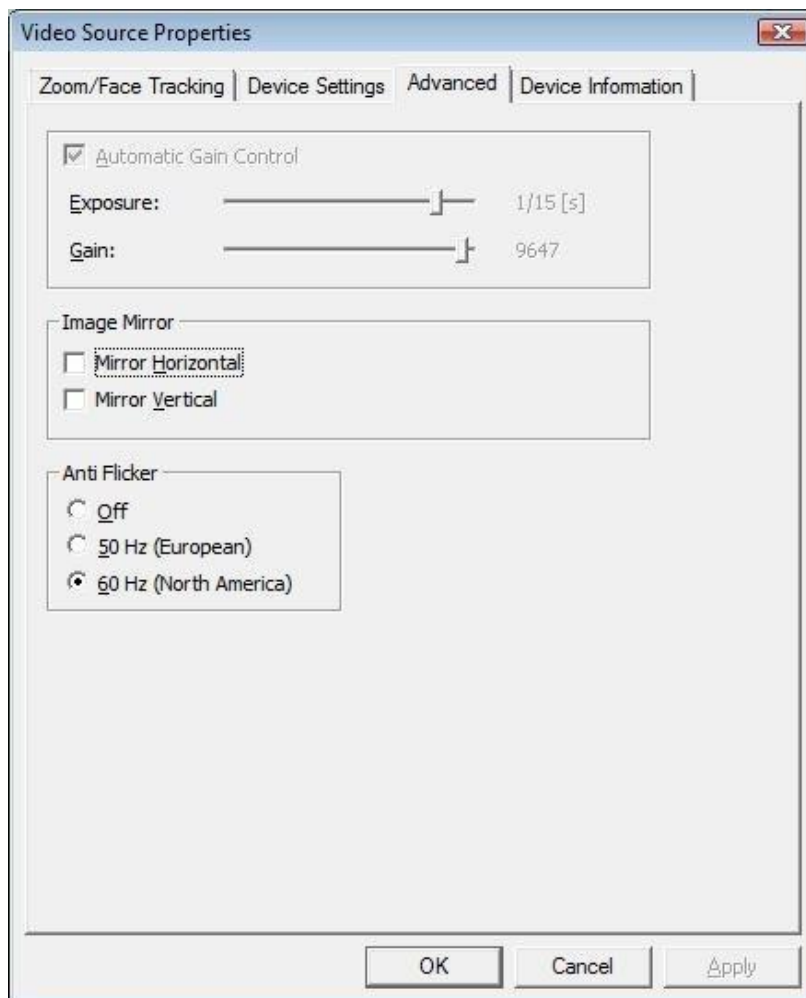 Video Source Properties
Zoom/Face Tracking Device Settings Advanced Device Information
Automatic Gain Control
Exposure: 1/15 [s]
Gain: 9647
Image Mirror
Mirror Horizontal
Mirror Vertical
Anti Flicker
Off
50 Hz (European)
60 Hz (North America)
OK Cancel Apply